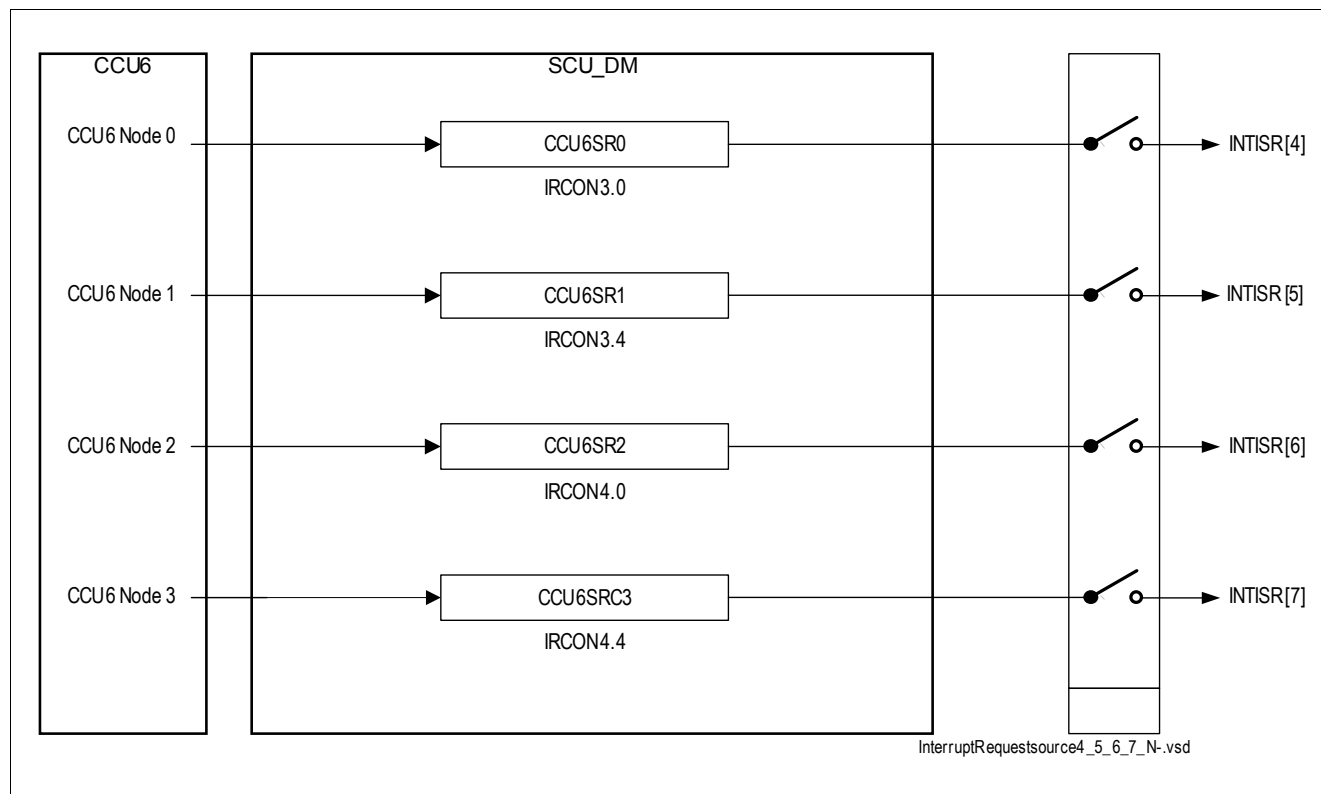 CCU6
SCU_DM
CCU6 Node 0
CCU6SR0
INTISR[4]
IRCON3.0
CCU6 Node 1
CCU6SR1
INTISR[5]
IRCON3.4
CCU6 Node 2
CCU6SR2
INTISR[6]
IRCON4.0
CCU6 Node 3
CCU6SRC3
INTISR[7]
IRCON4.4
InterruptRequestsource4_5_6_7_N-.vsd